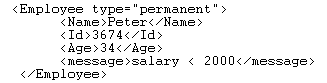 <Employee type="permanent">
<Name>Peter</Name>
<Id>3674</Id>
<Age>34</Age>
<message>salary < 2000</message>
</Employee>